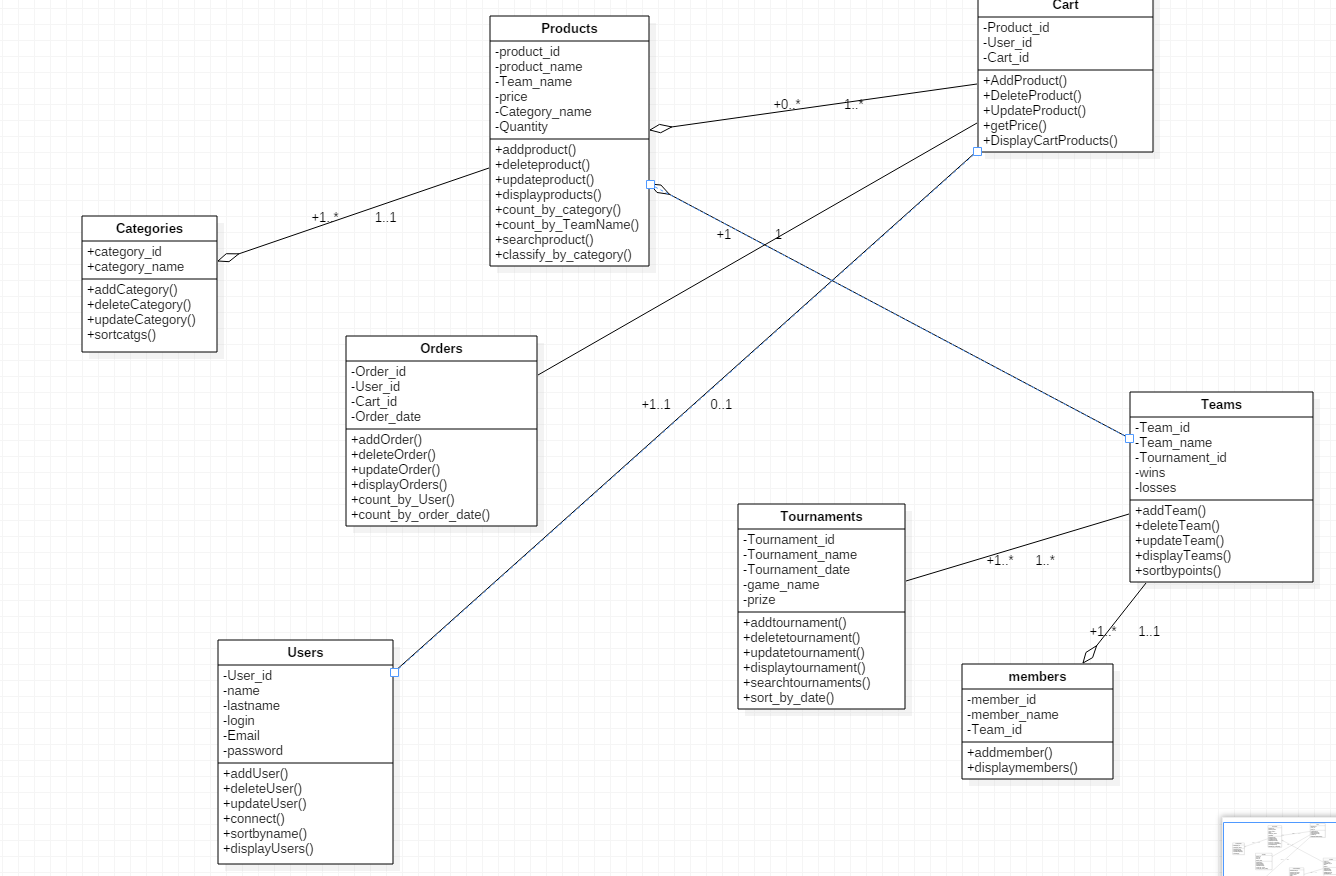 Products
-product_id
-product_name
-Team_name
-price
-Category_name
-Quantity
+addproduct()
+deleteproduct()
+updateproduct()
+displayproducts()
+count_by_category()
+count_by_TeamName()
+searchproduct()
+classify_by_category()
Cart
-Product_id
-User_id
-Cart_id
+AddProduct()
+DeleteProduct()
+UpdateProduct()
+getPrice()
+DisplayCartProducts()
+0..* 1..*
+1..* 1..1
+1 1
Categories
+category_id
+category_name
+addCategory()
+deleteCategory()
+updateCategory()
+sortcatgs()
Orders
-Order_id
-User_id
-Cart_id
-Order_date
+addOrder()
+deleteOrder()
+updateOrder()
+displayOrders()
+count_by_User()
+count_by_order_date()
+1..1 0..1
Teams
-Team_id
-Team_name
-Tournament_id
-wins
-losses
+addTeam()
+deleteTeam()
+updateTeam()
+displayTeams()
+sortbypoints()
Tournaments
-Tournament_id
-Tournament_name
-Tournament_date
-game_name
-prize
+addtournament()
+deletetournament()
+updatetournament()
+displaytournament()
+searchtournaments()
+sort_by_date()
+1..* 1..*
+1..* 1..1
Users
-User_id
-name
-lastname
-login
-Email
-password
+addUser()
+deleteUser()
+updateUser()
+connect()
+sortbyname()
+displayUsers()
members
-member_id
-member_name
-Team_id
+addmember()
+displaymembers()